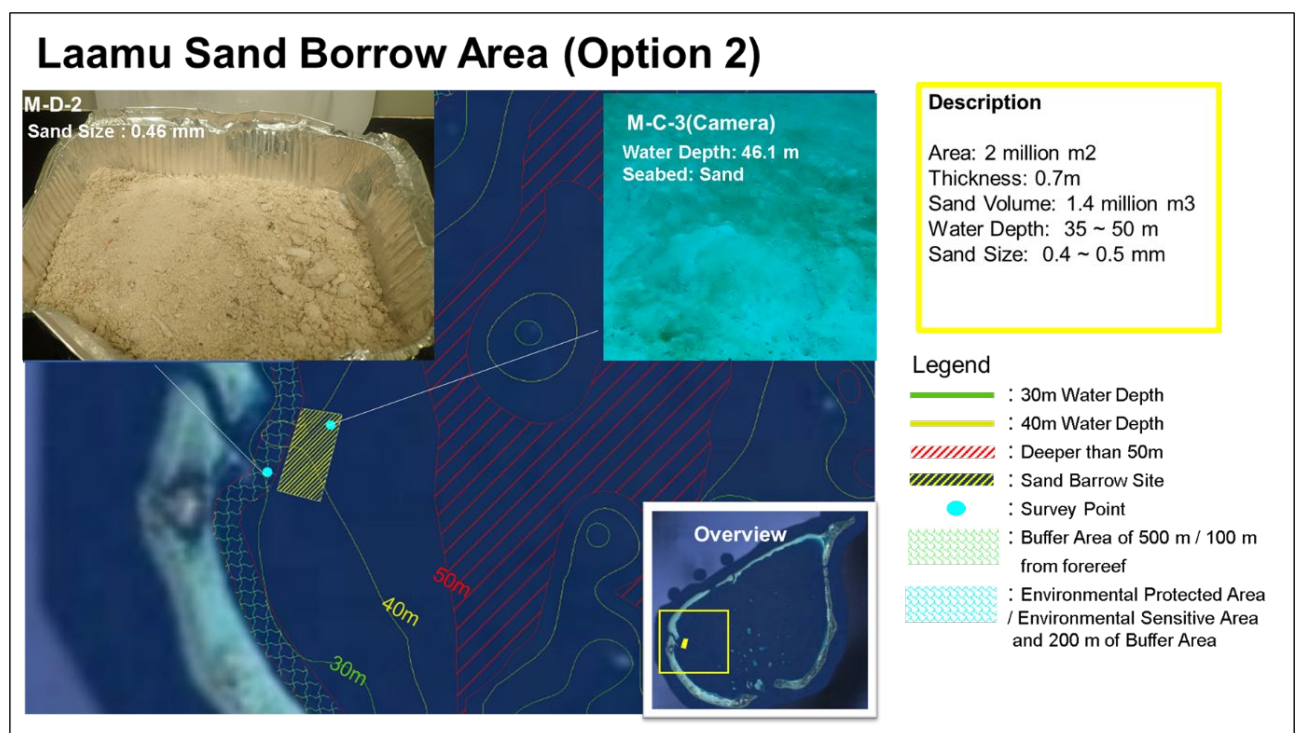 Laamu Sand Borrow Area (Option 2)
M-D-2
Sand Size : 0.46 mm
M-C-3(Camera)
Water Depth: 46.1 m
Seabed: Sand
50m
40m
30m
Overview
Description
Area: 2 million m2
Thickness: 0.7m
Sand Volume: 1.4 million m3
Water Depth: 35 ~ 50 m
Sand Size: 0.4 ~ 0.5 mm
Legend
: 30m Water Depth
: 40m Water Depth
: Deeper than 50m
: Sand Barrow Site
: Survey Point
: Buffer Area of 500 m / 100 m
from forereef
: Environmental Protected Area
/ Environmental Sensitive Area
and 200 m of Buffer Area